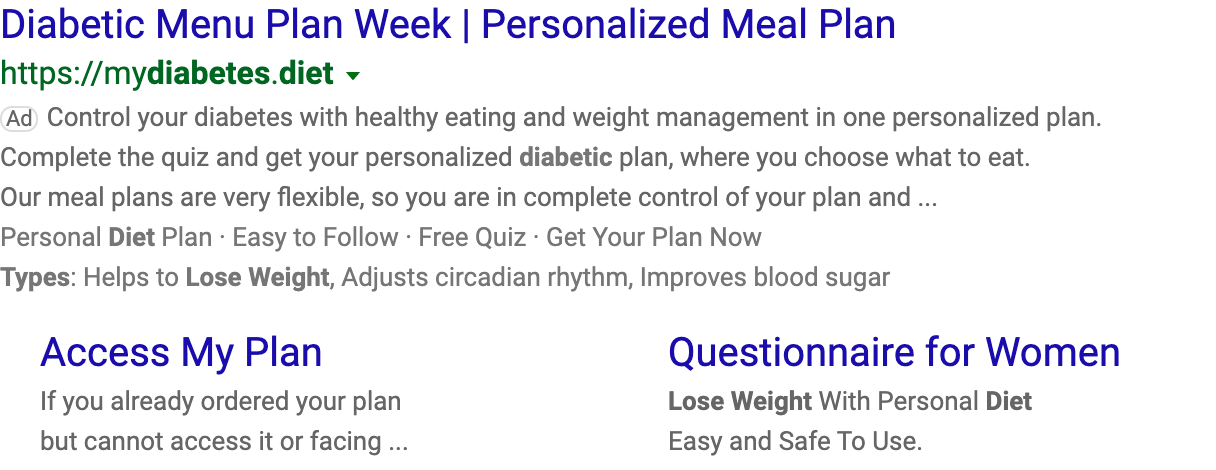 Diabetic Menu Plan Week | Personalized Meal Plan
https://mydiabetes.diet
Ad Control your diabetes with healthy eating and weight management in one personalized plan.
Complete the quiz and get your personalized diabetic plan, where you choose what to eat.
Our meal plans are very flexible, so you are in complete control of your plan and ...
Personal Diet Plan · Easy to Follow · Free Quiz · Get Your Plan Now
Types: Helps to Lose Weight, Adjusts circadian rhythm, Improves blood sugar
Access My Plan
If you already ordered your plan
but cannot access it or facing ...
Questionnaire for Women
Lose Weight With Personal Diet
Easy and Safe To Use.